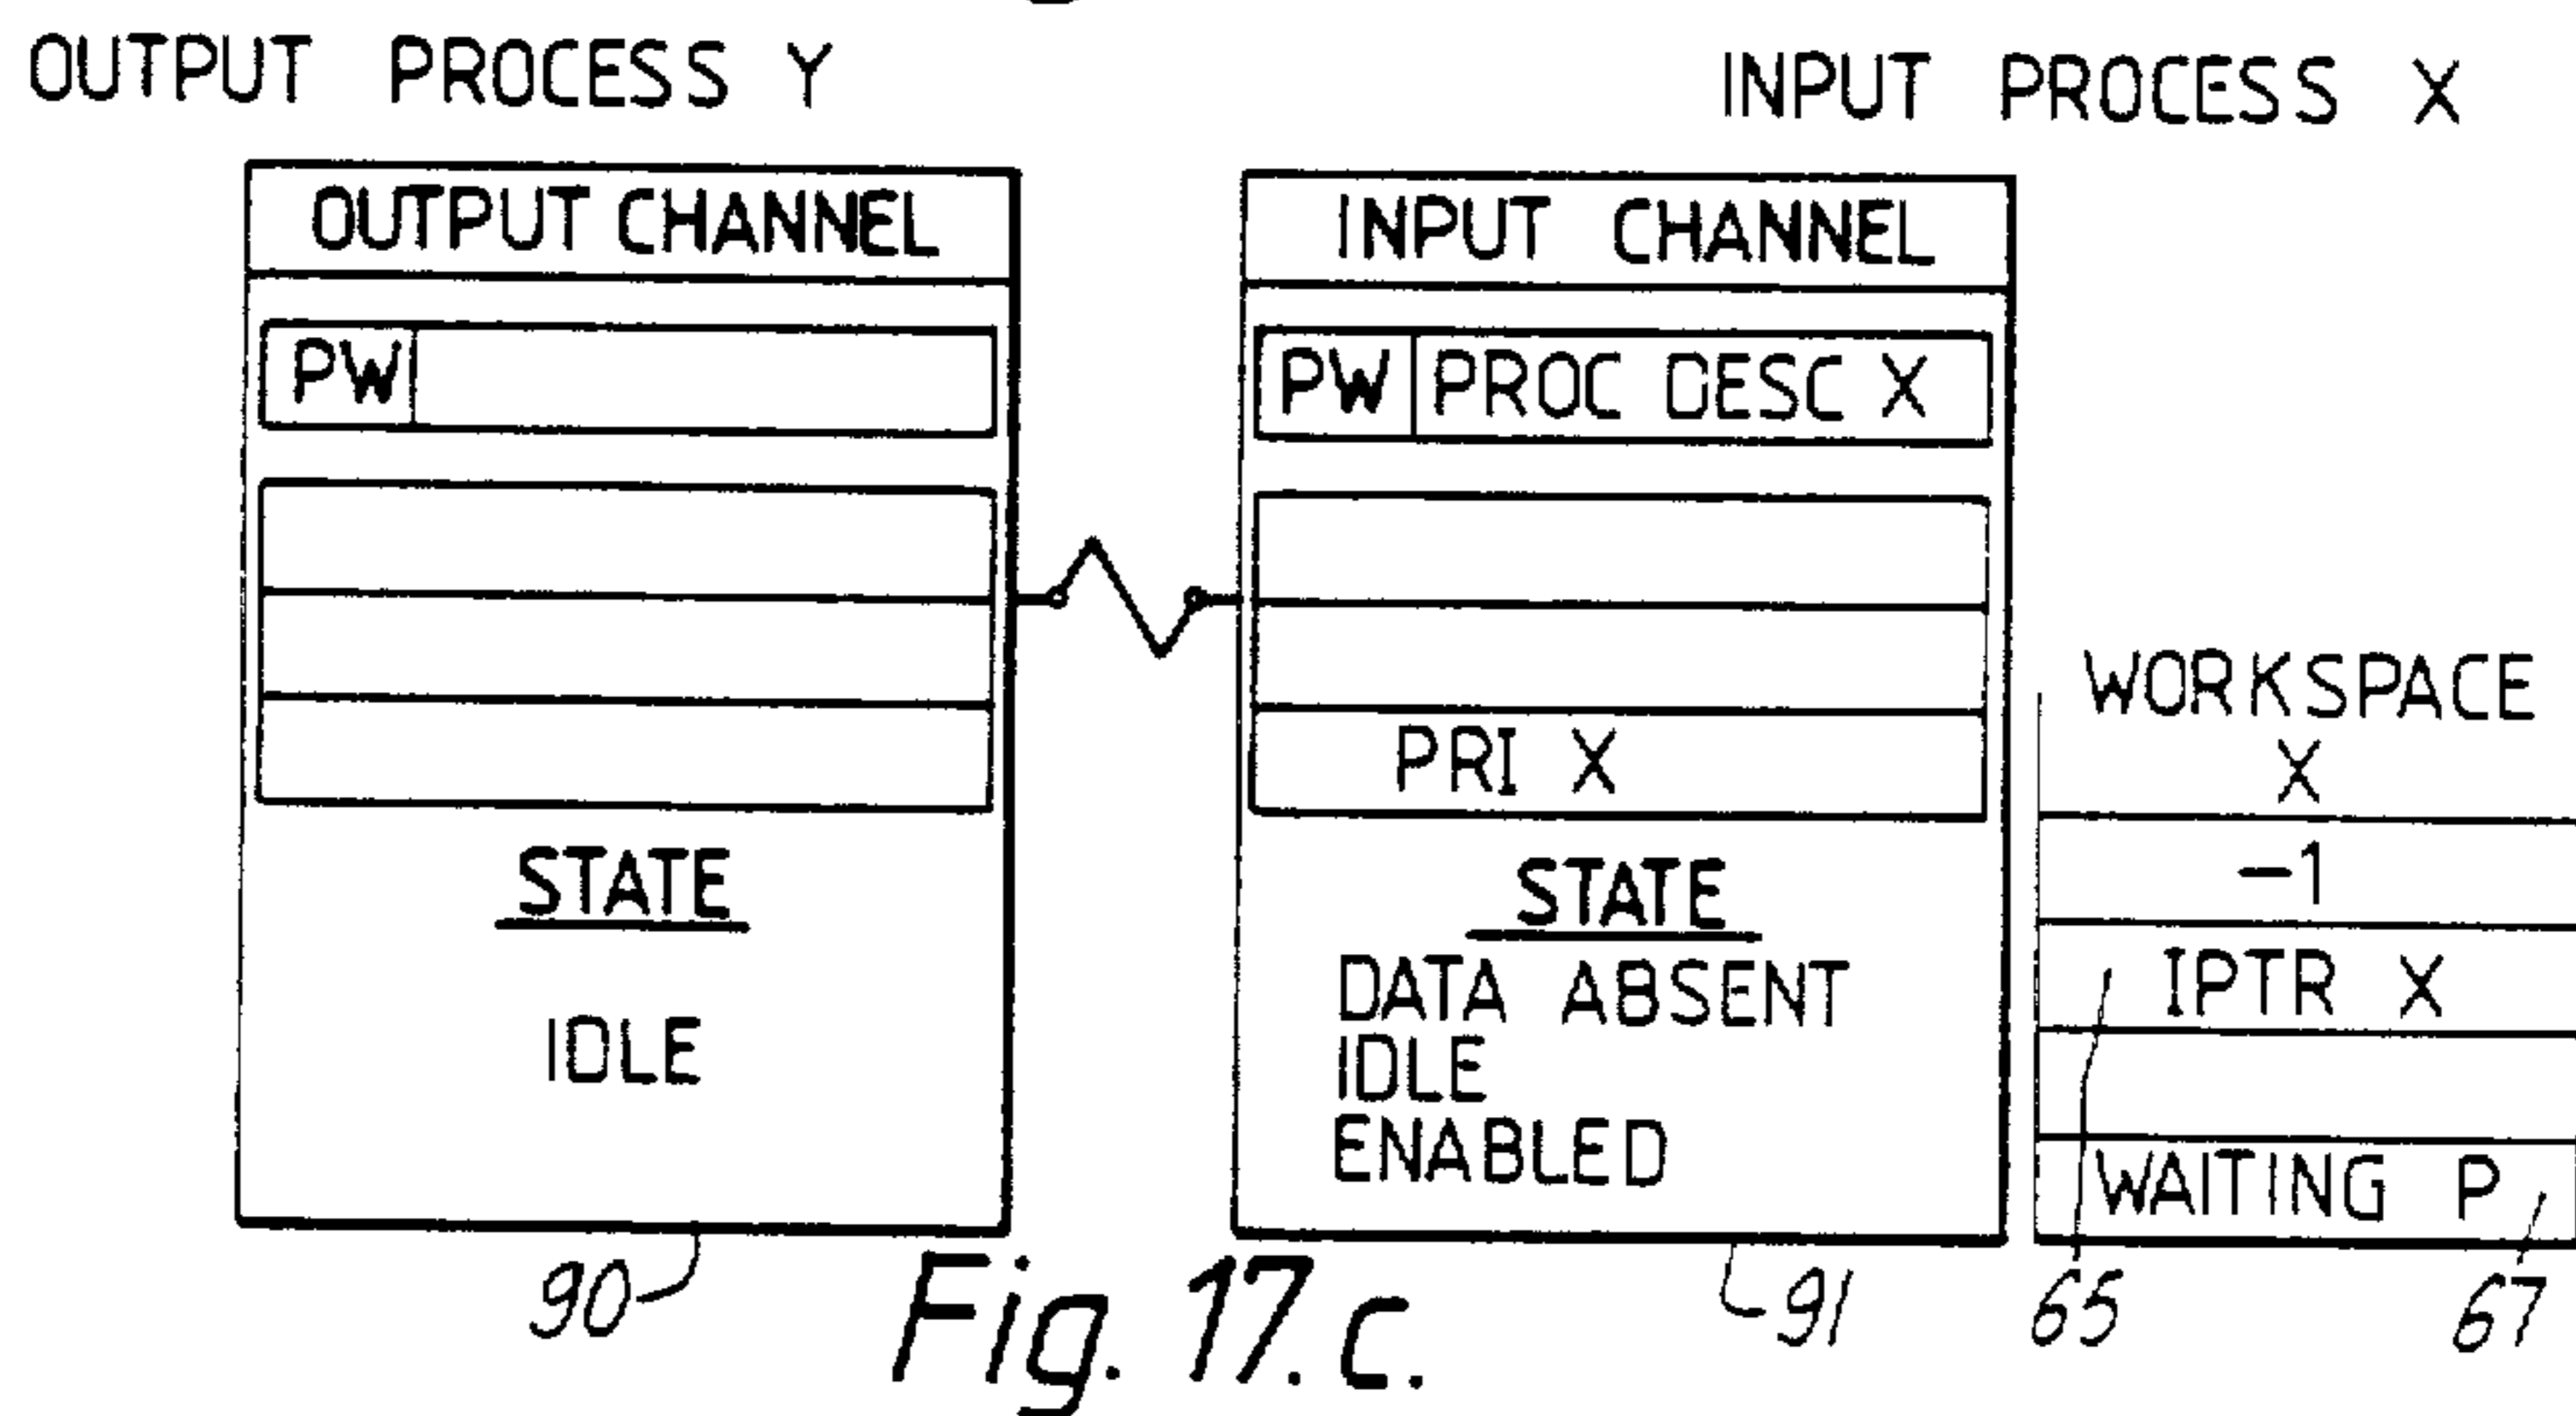 OUTPUT PROCESS Y
INPUT PROCESS X
OUTPUT CHANNEL
PW
STATE
IDLE
90
INPUT CHANNEL
PW PROC DESC X
PRI X
STATE
DATA ABSENT
IDLE
ENABLED
91
WORKSPACE
X
-1
IPTR X
WAITING P
65
67
Fig. 17.c.